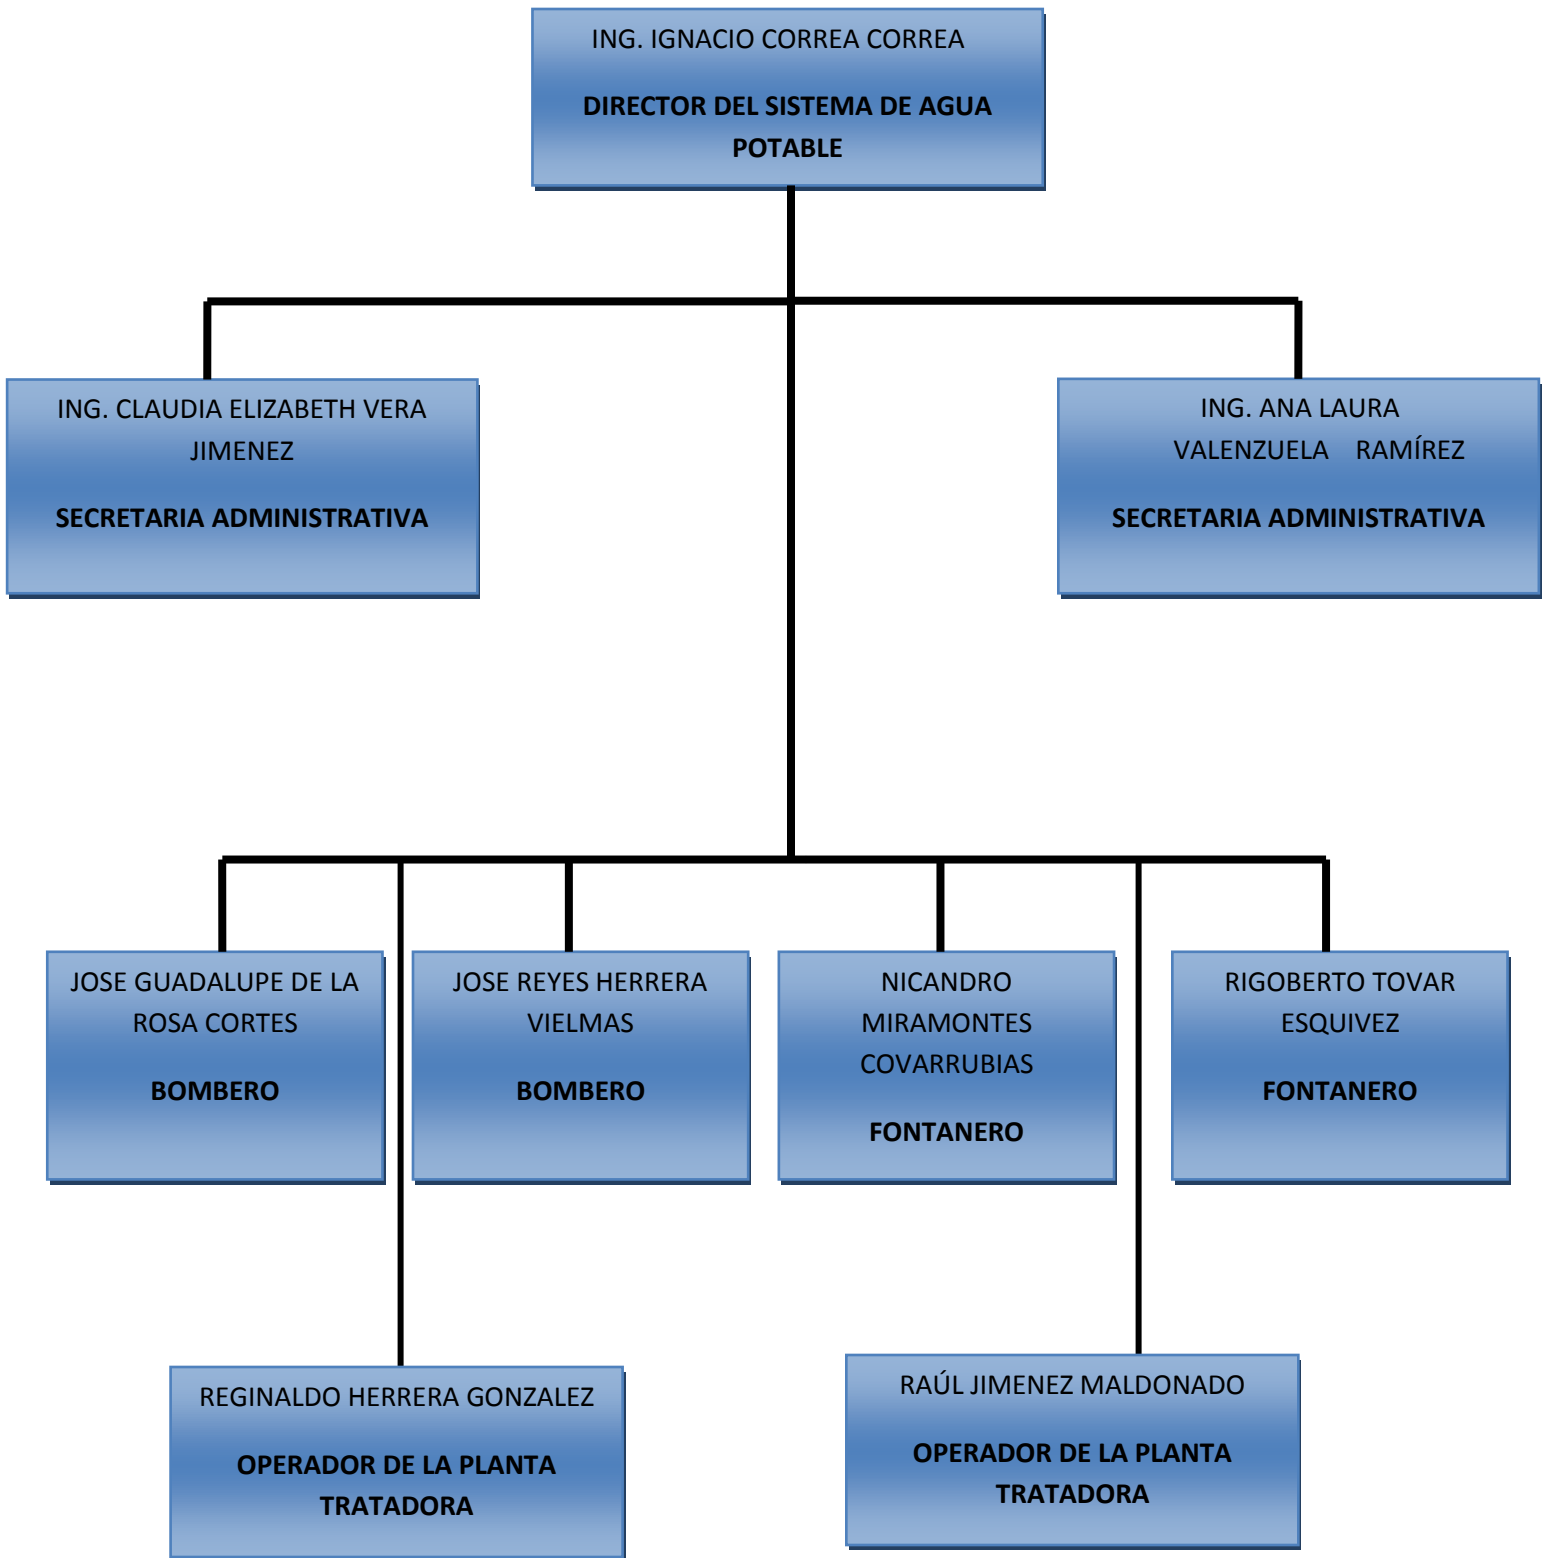 ING. IGNACIO CORREA CORREA
DIRECTOR DEL SISTEMA DE AGUA
POTABLE
ING. CLAUDIA ELIZABETH VERA
JIMENEZ
SECRETARIA ADMINISTRATIVA
ING. ANA LAURA
VALENZUELA RAMÍREZ
SECRETARIA ADMINISTRATIVA
JOSE GUADALUPE DE LA
ROSA CORTES
BOMBERO
JOSE REYES HERRERA
VIELMAS
BOMBERO
NICANDRO
MIRAMONTES
COVARRUBIAS
FONTANERO
RIGOBERTO TOVAR
ESQUIVEZ
FONTANERO
REGINALDO HERRERA GONZALEZ
OPERADOR DE LA PLANTA
TRATADORA
RAÚL JIMENEZ MALDONADO
OPERADOR DE LA PLANTA
TRATADORA